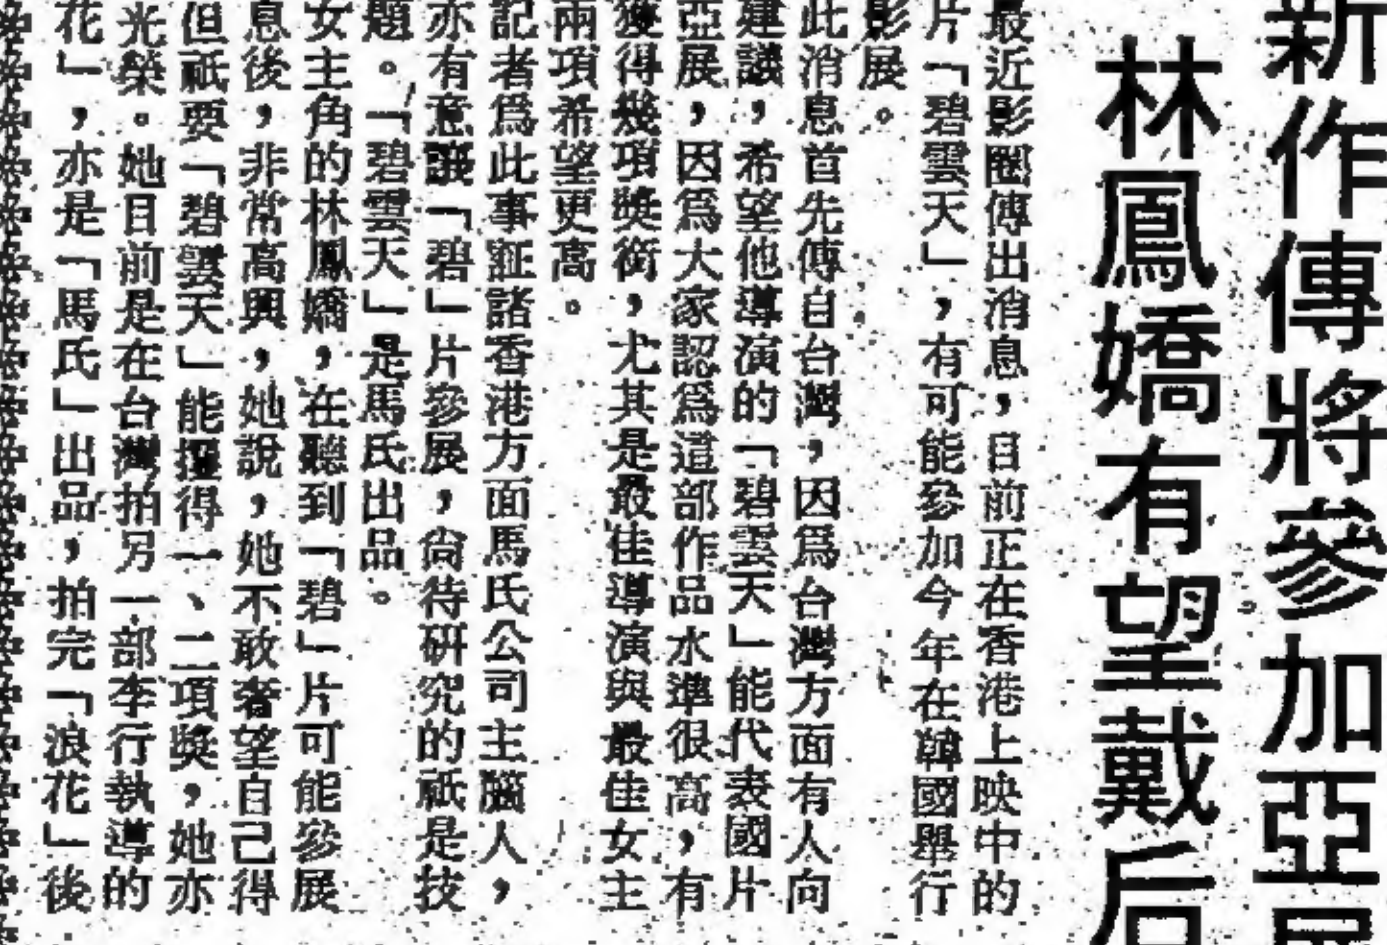 新作傳將參加亞展
林鳳嬌有望戴后
最近影圈傳出消息，目前正在香港上映中的
片「碧雲天」，有可能參加今年在韓國舉行
影展。
此消息首先傳自台灣，因爲台灣方面有人向
建議，希望他導演的「碧雲天」能代表國片
亞展，因爲大家認爲這部作品水準很高，有
獲得幾項獎銜，尤其是最佳導演與最佳女主
兩項希望更高。
記者爲此事証諸香港方面馬氏公司主腦人，
亦有意讓「碧」片參展，尙待研究的祇是技
題。「碧雲天」是馬氏出品。
女主角的林鳳嬌，在聽到「碧」片可能參展
息後，非常高興，她說，她不敢奢望自己得
但祇要「碧雲天」能獲得一、二項獎，她亦
光榮。她目前是在台灣拍另一部李行執導的
花」，亦是「馬氏」出品，拍完「浪花」後